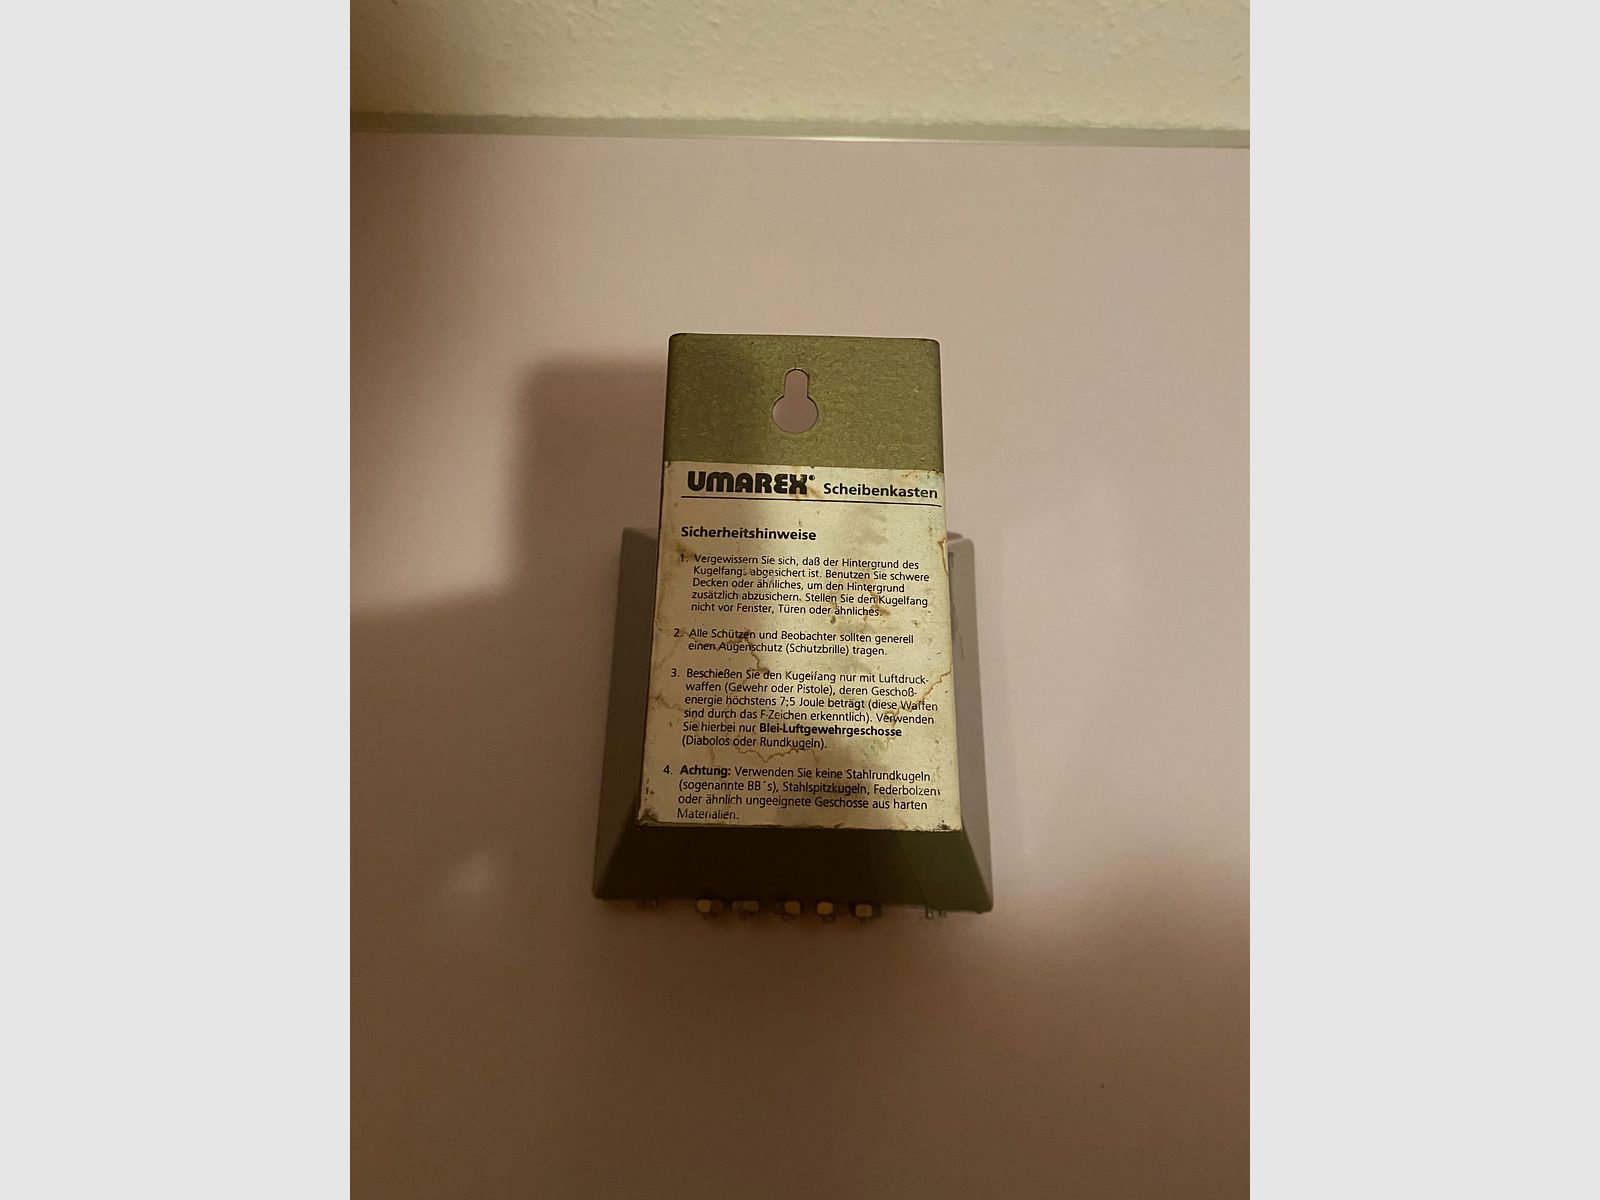 UMAREX® Scheibenkasten
Sicherheitshinweise
1. Vergewissern Sie sich, daß der Hintergrund des
Kugelfangs abgesichert ist. Benutzen Sie schwere
Decken oder ähnliches, um den Hintergrund
zusätzlich abzusichern. Stellen Sie den Kugelfang
nicht vor Fenster, Türen oder ähnliches.
2. Alle Schützen und Beobachter sollten generell
einen Augenschutz (Schutzbrille) tragen.
3. Beschießen Sie den Kugelfang nur mit Luftdruck-
waffen (Gewehr oder Pistole), deren Geschoß-
energie höchstens 7,5 Joule beträgt (diese Waffen
sind durch das F-Zeichen erkenntlich). Verwenden
Sie hierbei nur Blei-Luftgewehrgeschosse
(Diabolos oder Rundkugeln).
4. Achtung: Verwenden Sie keine Stahlrundkugeln
(sogenannte BB´s), Stahlspitzkugeln, Federbolzen
oder ähnlich ungeeignete Geschosse aus harten
Materialien.